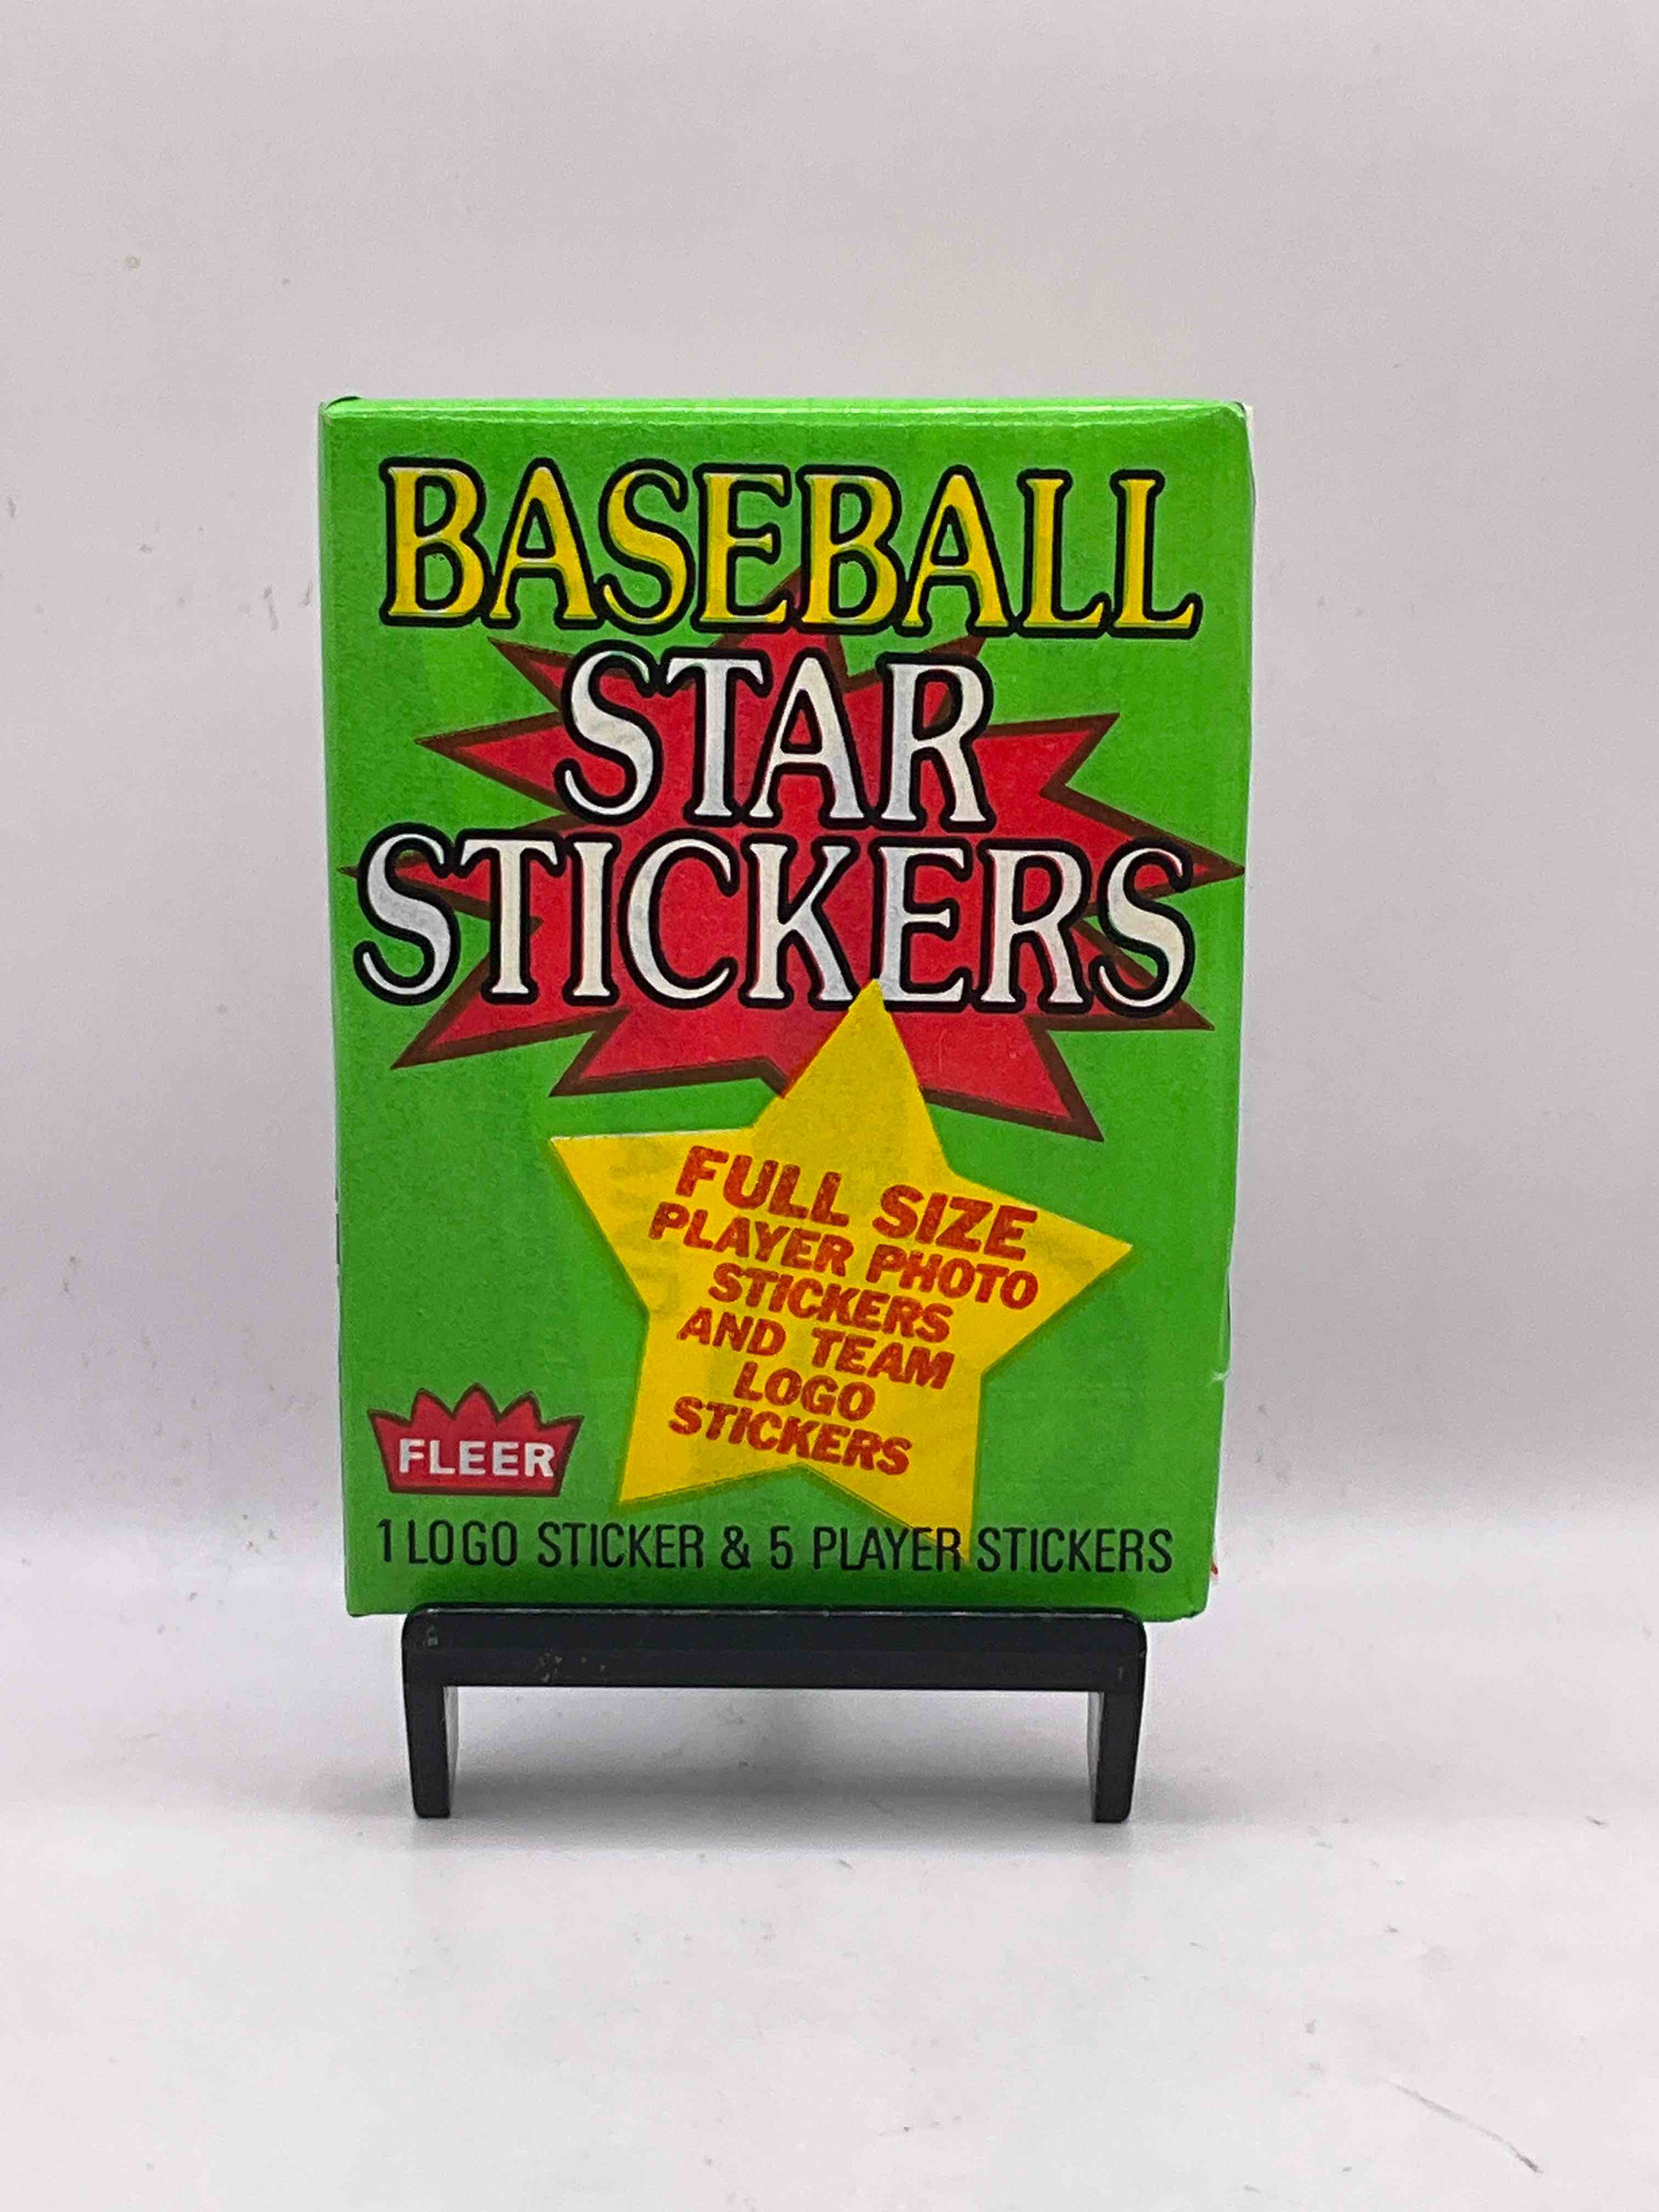 BASEBALL
STAR
STICKERS
FULL SIZE
PLAYER PHOTO
STICKERS
AND TEAM
LOGO
STICKERS
FLEER
1 LOGO STICKER & 5 PLAYER STICKERS